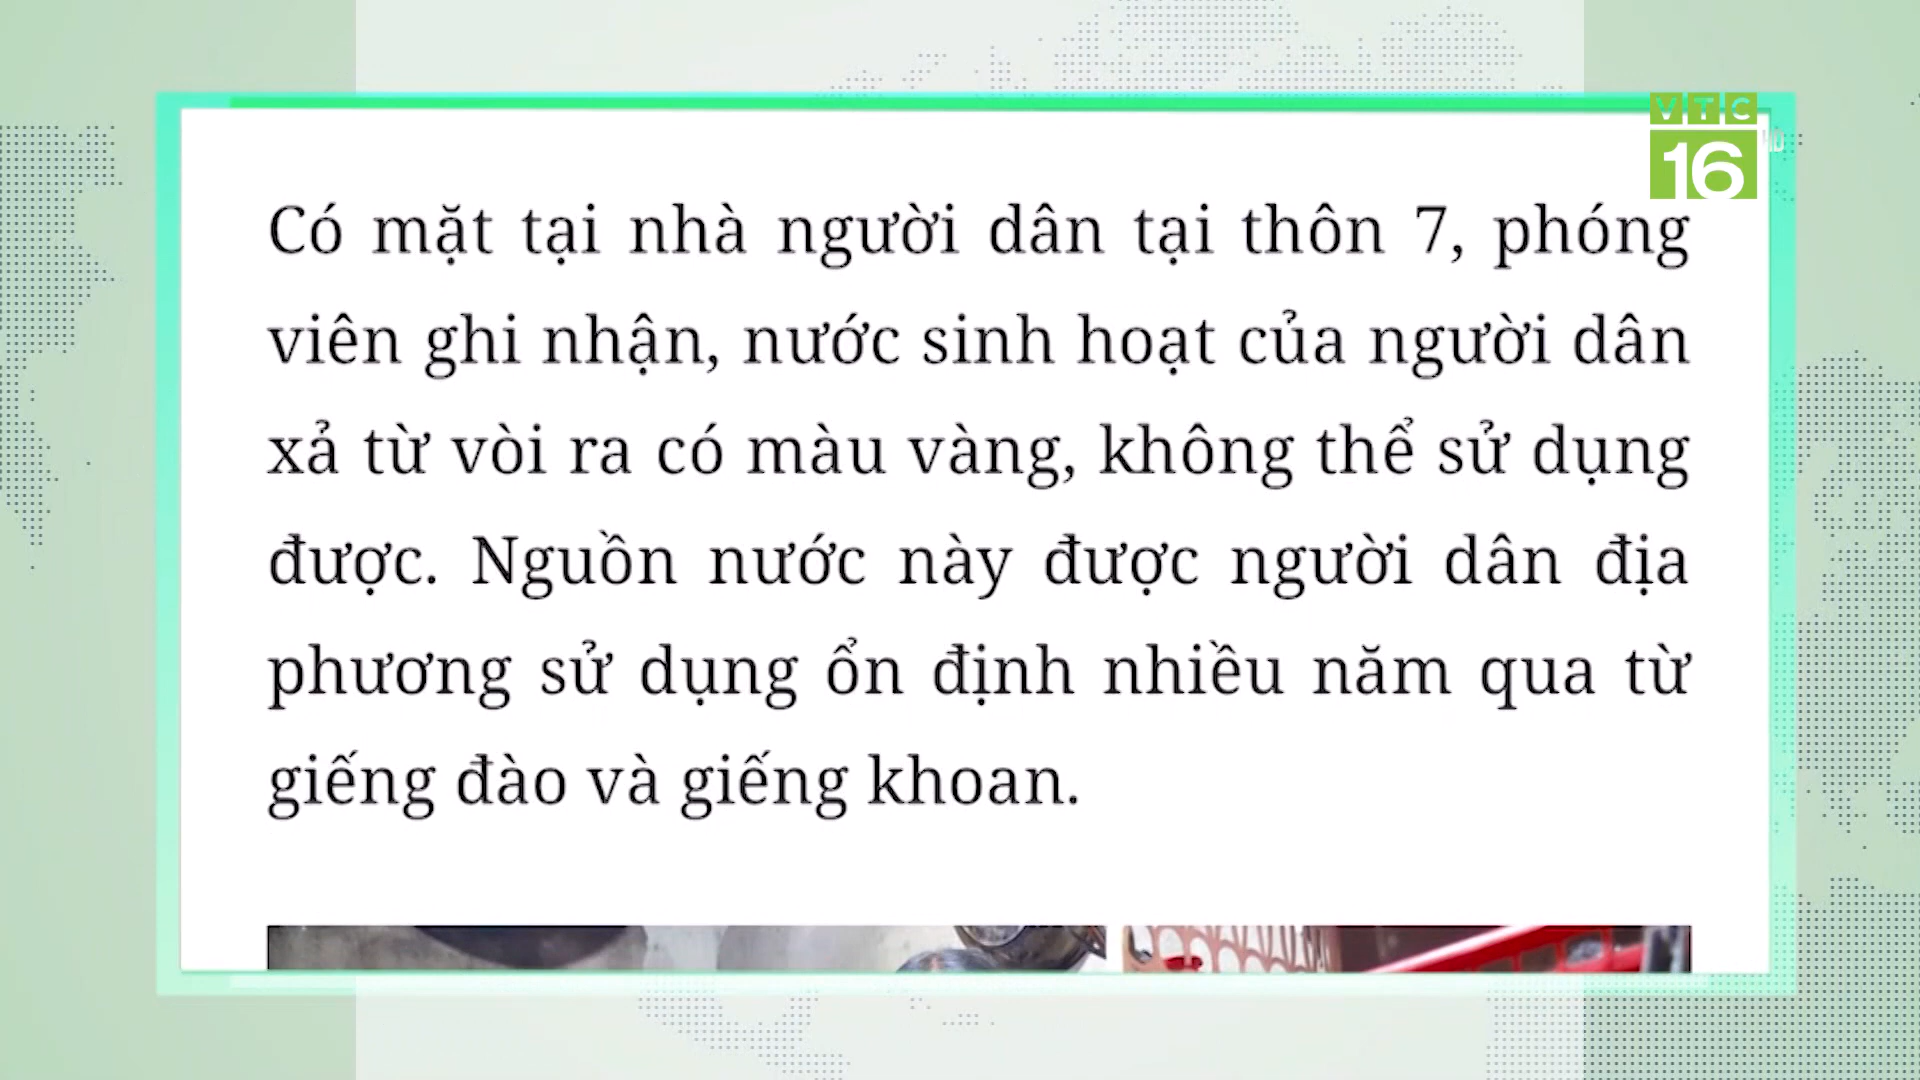 VTC
16
HD
Có mặt tại nhà người dân tại thôn 7, phóng
viên ghi nhận, nước sinh hoạt của người dân
xả từ vòi ra có màu vàng, không thể sử dụng
được. Nguồn nước này được người dân địa
phương sử dụng ổn định nhiều năm qua từ
giếng đào và giếng khoan.